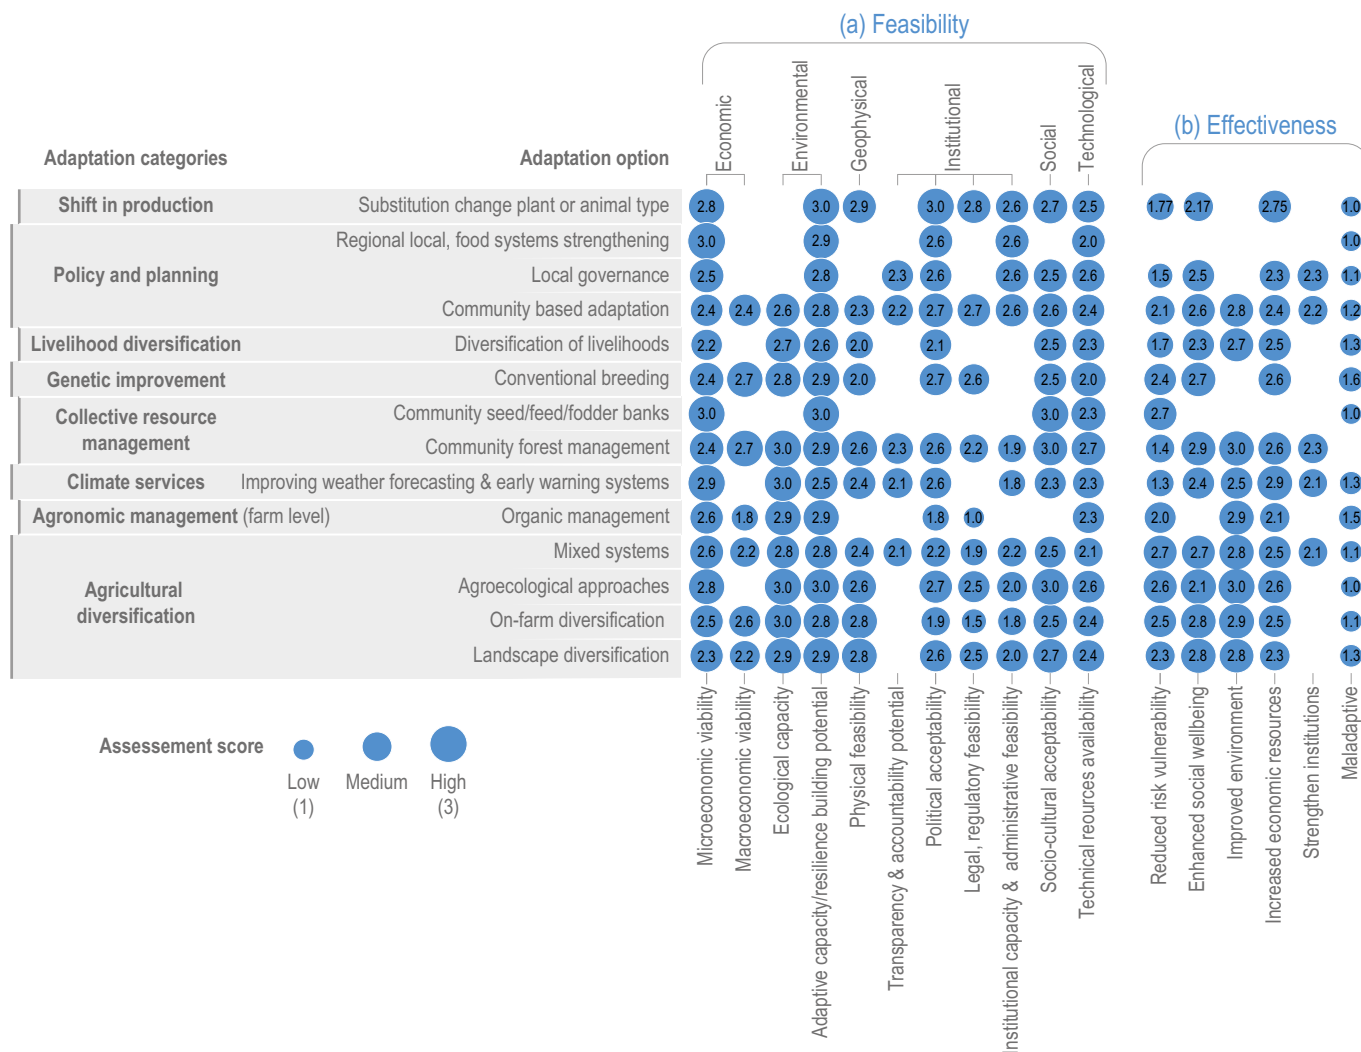 (a) Feasibility
Economic
Environmental
Geophysical
Institutional
Social
Technological
(b) Effectiveness
Adaptation categories Adaptation option
Shift in production Substitution change plant or animal type 2.8 3.0 2.9 3.0 2.8 2.6 2.7 2.5 1.77 2.17 2.75 1.0
Regional local, food systems strengthening 3.0 2.9 2.6 2.6 2.0 1.0
Policy and planning Local governance 2.5 2.8 2.3 2.6 2.6 2.5 2.6 1.5 2.5 2.3 2.3 1.1
Community based adaptation 2.4 2.4 2.6 2.8 2.3 2.2 2.7 2.7 2.6 2.6 2.4 2.1 2.6 2.8 2.4 2.2 1.2
Livelihood diversification Diversification of livelihoods 2.2 2.7 2.6 2.0 2.1 2.5 2.3 1.7 2.3 2.7 2.5 1.3
Genetic improvement Conventional breeding 2.4 2.7 2.8 2.9 2.0 2.7 2.6 2.5 2.0 2.4 2.7 2.6 1.6
Collective resource
management
Community seed/feed/fodder banks 3.0 3.0 3.0 2.3 2.7 1.0
Community forest management 2.4 2.7 3.0 2.9 2.6 2.3 2.6 2.2 1.9 3.0 2.7 1.4 2.9 3.0 2.6 2.3
Climate services Improving weather forecasting & early warning systems 2.9 3.0 2.5 2.4 2.1 2.6 1.8 2.3 2.3 1.3 2.4 2.5 2.9 2.1 1.3
Agronomic management (farm level) Organic management 2.6 1.8 2.9 2.9 1.8 1.0 2.3 2.0 2.9 2.1 1.5
Mixed systems 2.6 2.2 2.8 2.8 2.4 2.1 2.2 1.9 2.2 2.5 2.1 2.7 2.7 2.8 2.5 2.1 1.1
Agricultural
diversification
Agroecological approaches 2.8 3.0 3.0 2.6 2.7 2.5 2.0 3.0 2.6 2.6 2.1 3.0 2.6 1.0
On-farm diversification 2.5 2.6 3.0 2.8 2.8 1.9 1.5 1.8 2.5 2.4 2.5 2.8 2.9 2.5 1.1
Landscape diversification 2.3 2.2 2.9 2.9 2.8 2.6 2.5 2.0 2.7 2.4 2.3 2.8 2.8 2.3 1.3
Microeconomic viability
Macroeconomic viability
Ecological capacity
Adaptive capacity/resilience building potential
Physical feasibility
Transparency & accountability potential
Political acceptability
Legal, regulatory feasibility
Institutional capacity & administrative feasibility
Socio-cultural acceptability
Technical resources availability
Reduced risk vulnerability
Enhanced social wellbeing
Improved environment
Increased economic resources
Strengthen institutions
Maladaptive
Assessement score
Low Medium High
(1) (3)